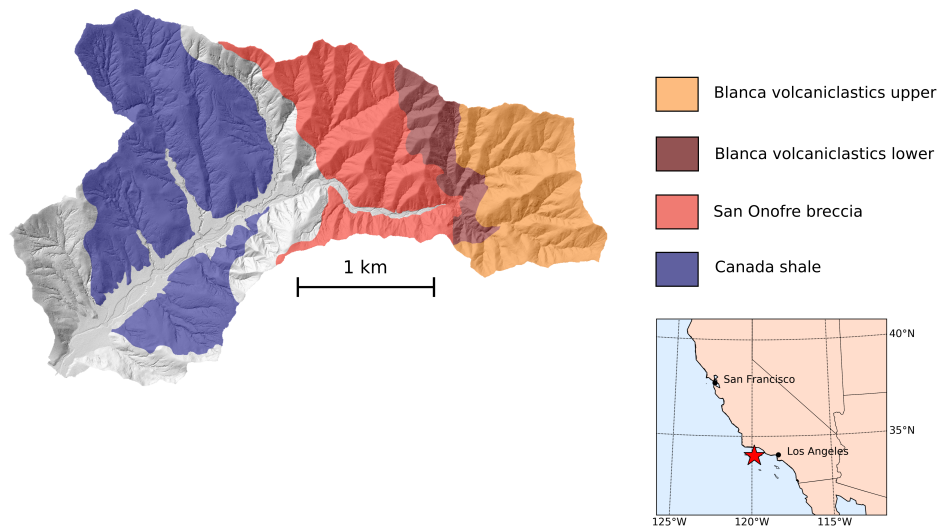 Blanca volcaniclastics upper
Blanca volcaniclastics lower
San Onofre breccia
Canada shale
1 km
40°N
San Francisco
35°N
Los Angeles
125°W
120°W
115°W